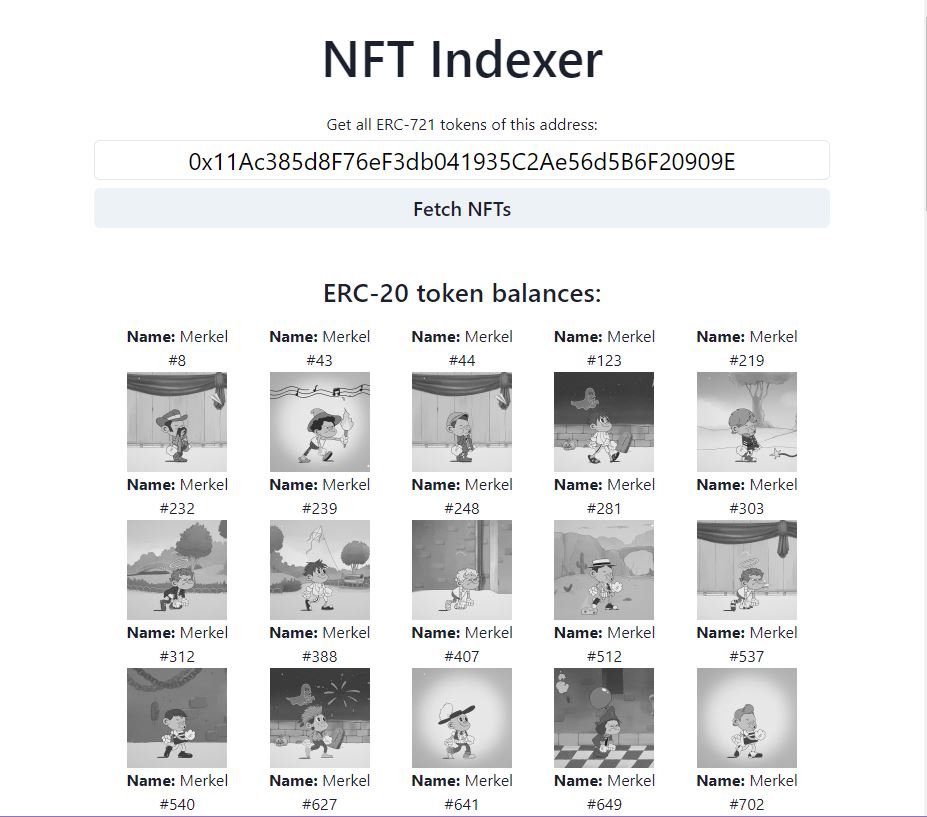 NFT Indexer
Get all ERC-721 tokens of this address:
0x11Ac385d8F76eF3db041935C2Ae56d5B6F20909E
Fetch NFTs
ERC-20 token balances:
Name: Merkel Name: Merkel Name: Merkel Name: Merkel Name: Merkel
#8 #43 #44 #123 #219
Name: Merkel Name: Merkel Name: Merkel Name: Merkel Name: Merkel
#232 #239 #248 #281 #303
Name: Merkel Name: Merkel Name: Merkel Name: Merkel Name: Merkel
#312 #388 #407 #512 #537
Name: Merkel Name: Merkel Name: Merkel Name: Merkel Name: Merkel
#540 #627 #641 #649 #702